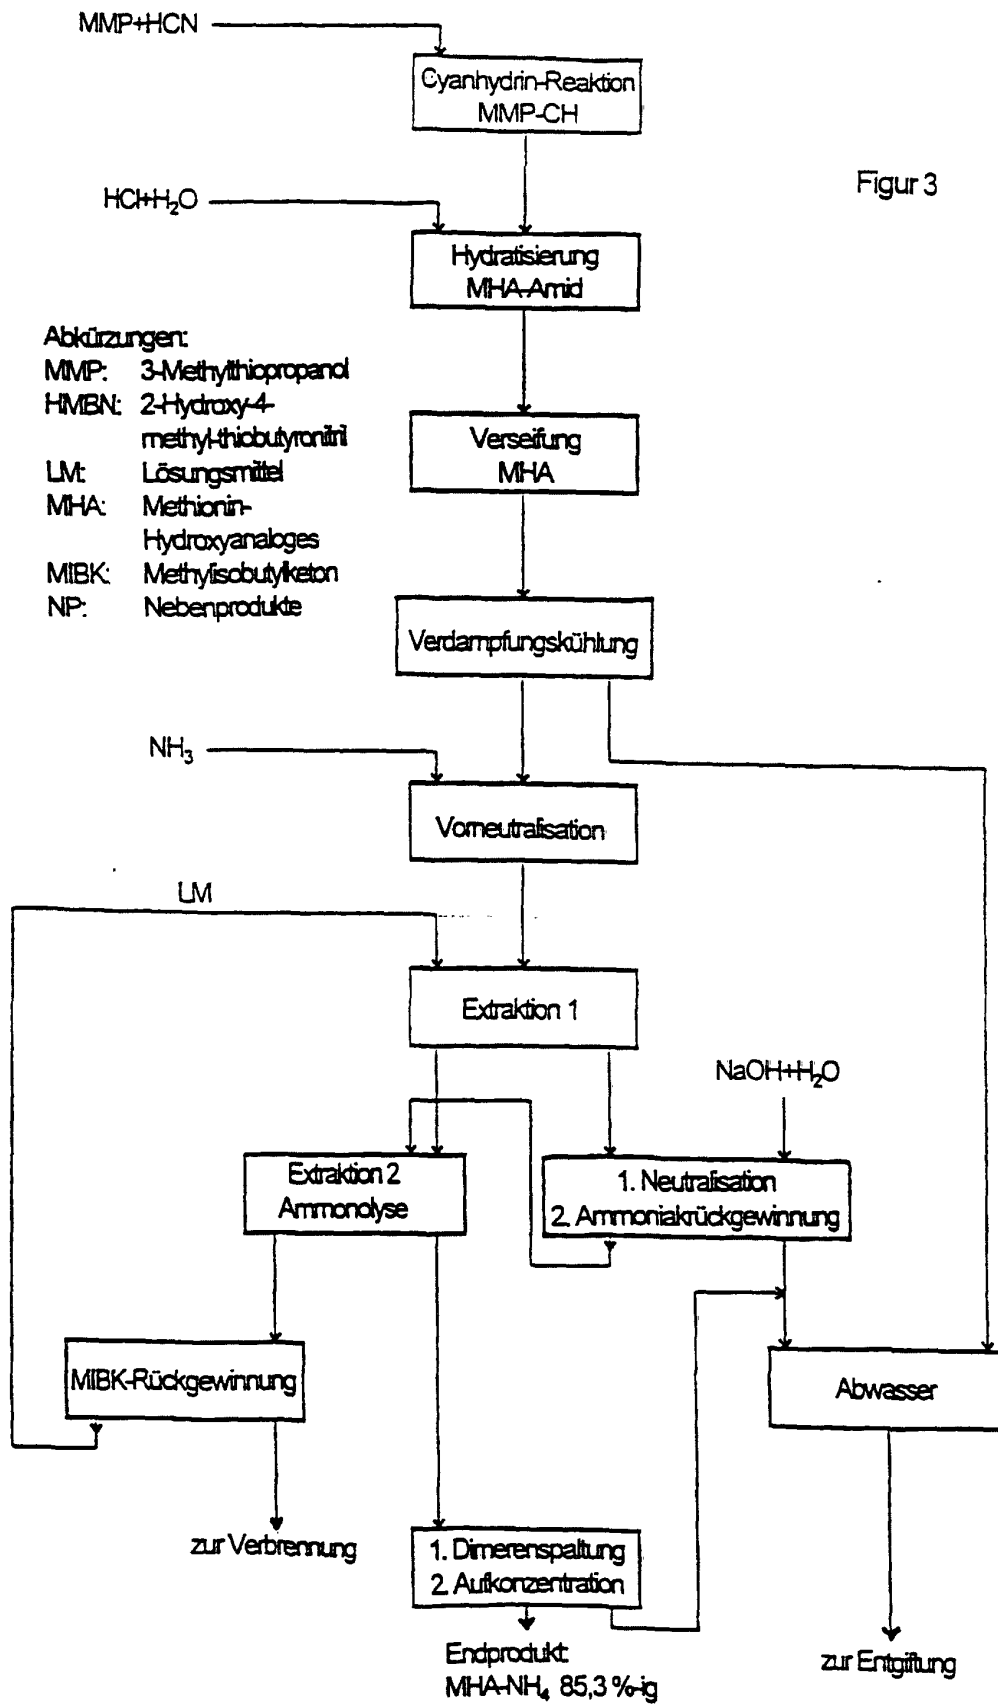 MMP+HCN
Cyanhydrin-Reaktion
MMP-CH
Figur 3
HCl+H₂O
Hydratisierung
MHA-Amid
Abkürzungen:
MMP: 3-Methylthiopropanol
HMBN: 2-Hydroxy-4-
methyl-thiobutyronitril
LM: Lösungsmittel
MHA: Methionin-
Hydroxyanaloges
MIBK: Methylisobutylketon
NP: Nebenprodukte
Verseifung
MHA
Verdampfungskühlung
NH₃
Vorneutralisation
LM
Extraktion 1
NaOH+H₂O
Extraktion 2
Ammonolyse
1. Neutralisation
2. Ammoniakrückgewinnung
MIBK-Rückgewinnung
Abwasser
zur Verbrennung
1. Dimerenspaltung
2. Aufkonzentration
Endprodukt:
MHA-NH₄ 85,3 %-ig
zur Entgiftung